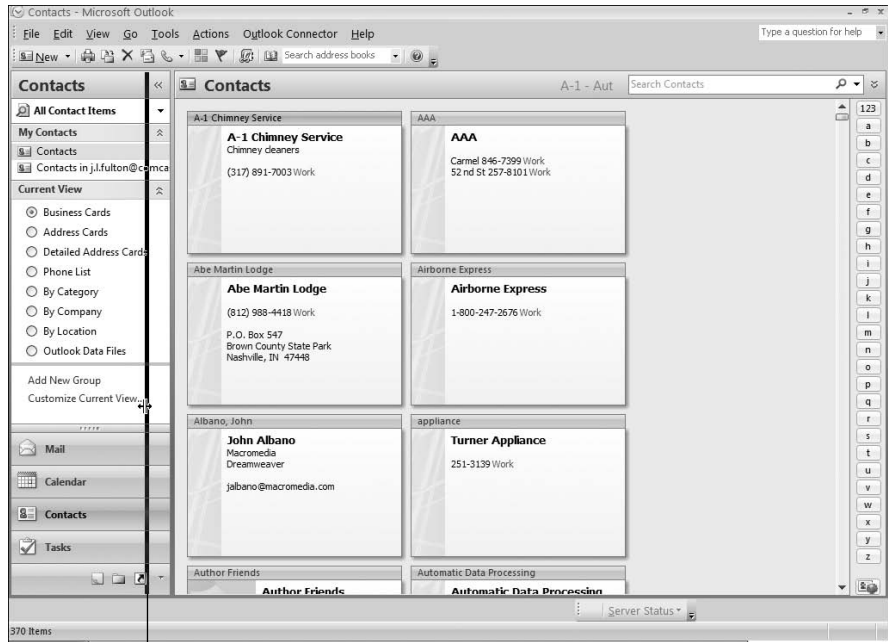 Contacts - Microsoft Outlook
File Edit View Go Tools Actions Outlook Connector Help
Type a question for help
New
Search address books
Contacts
All Contact Items
My Contacts
Contacts
Contacts in j.l.fulton@comca
Current View
Business Cards
Address Cards
Detailed Address Cards
Phone List
By Category
By Company
By Location
Outlook Data Files
Add New Group
Customize Current View...
Mail
Calendar
Contacts
Tasks
Contacts
A-1 - Aut
Search Contacts
A-1 Chimney Service
A-1 Chimney Service
Chimney cleaners
(317) 891-7003 Work
AAA
AAA
Carmel 846-7399 Work
52 nd St 257-8101 Work
Abe Martin Lodge
Abe Martin Lodge
(812) 988-4418 Work
P.O. Box 547
Brown County State Park
Nashville, IN 47448
Airborne Express
Airborne Express
1-800-247-2676 Work
Albano, John
John Albano
Macromedia
Dreamweaver
jalbano@macromedia.com
appliance
Turner Appliance
251-3139 Work
Author Friends
Author Friends
Automatic Data Processing
Automatic Data Processing
123
a
b
c
d
e
f
g
h
i
j
k
l
m
n
o
p
q
r
s
t
u
v
w
x
y
z
Server Status
370 Items